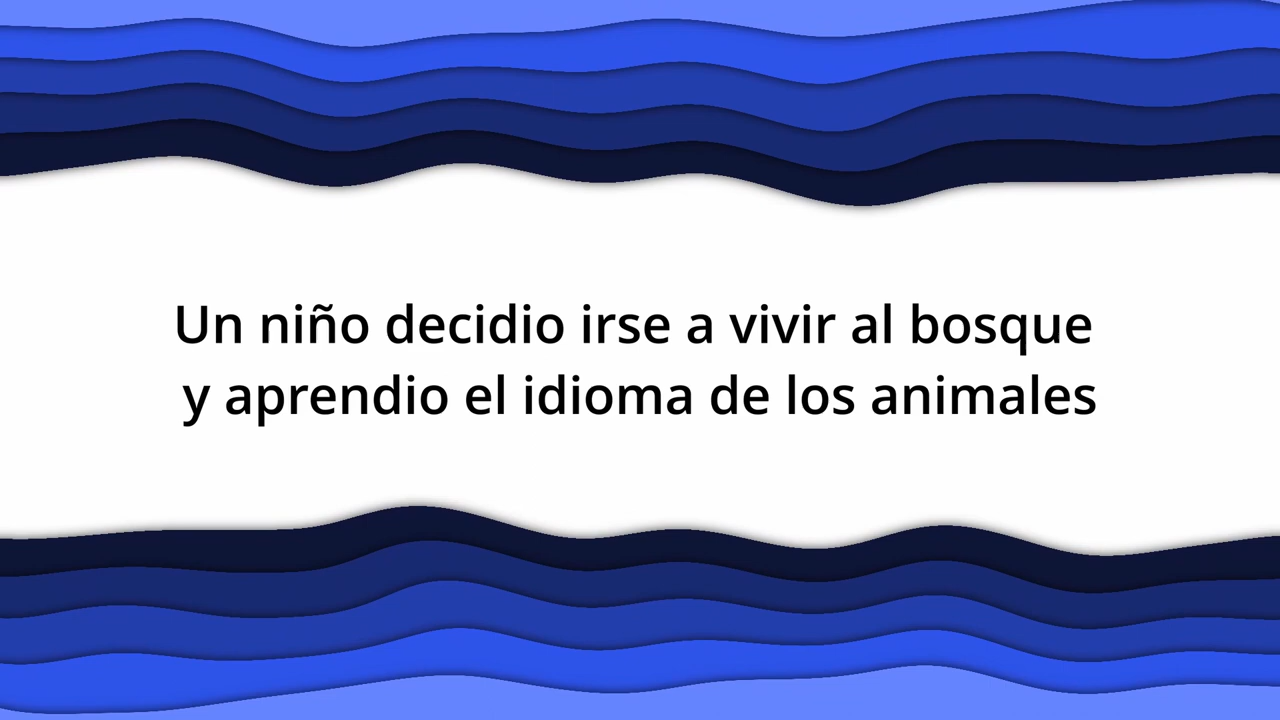 Un niño decidio irse a vivir al bosque
y aprendio el idioma de los animales